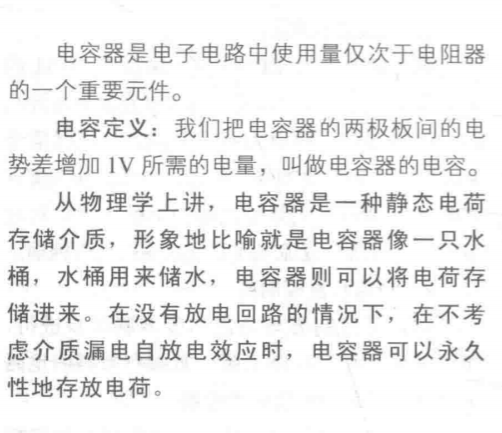 电容器是电子电路中使用量仅次于电阻器
的一个重要元件。
电容定义：我们把电容器的两极板间的电
势差增加 1V 所需的电量，叫做电容器的电容。
从物理学上讲，电容器是一种静态电荷
存储介质，形象地比喻就是电容器像一只水
桶，水桶用来储水，电容器则可以将电荷存
储进来。在没有放电回路的情况下，在不考
虑介质漏电自放电效应时，电容器可以永久
性地存放电荷。